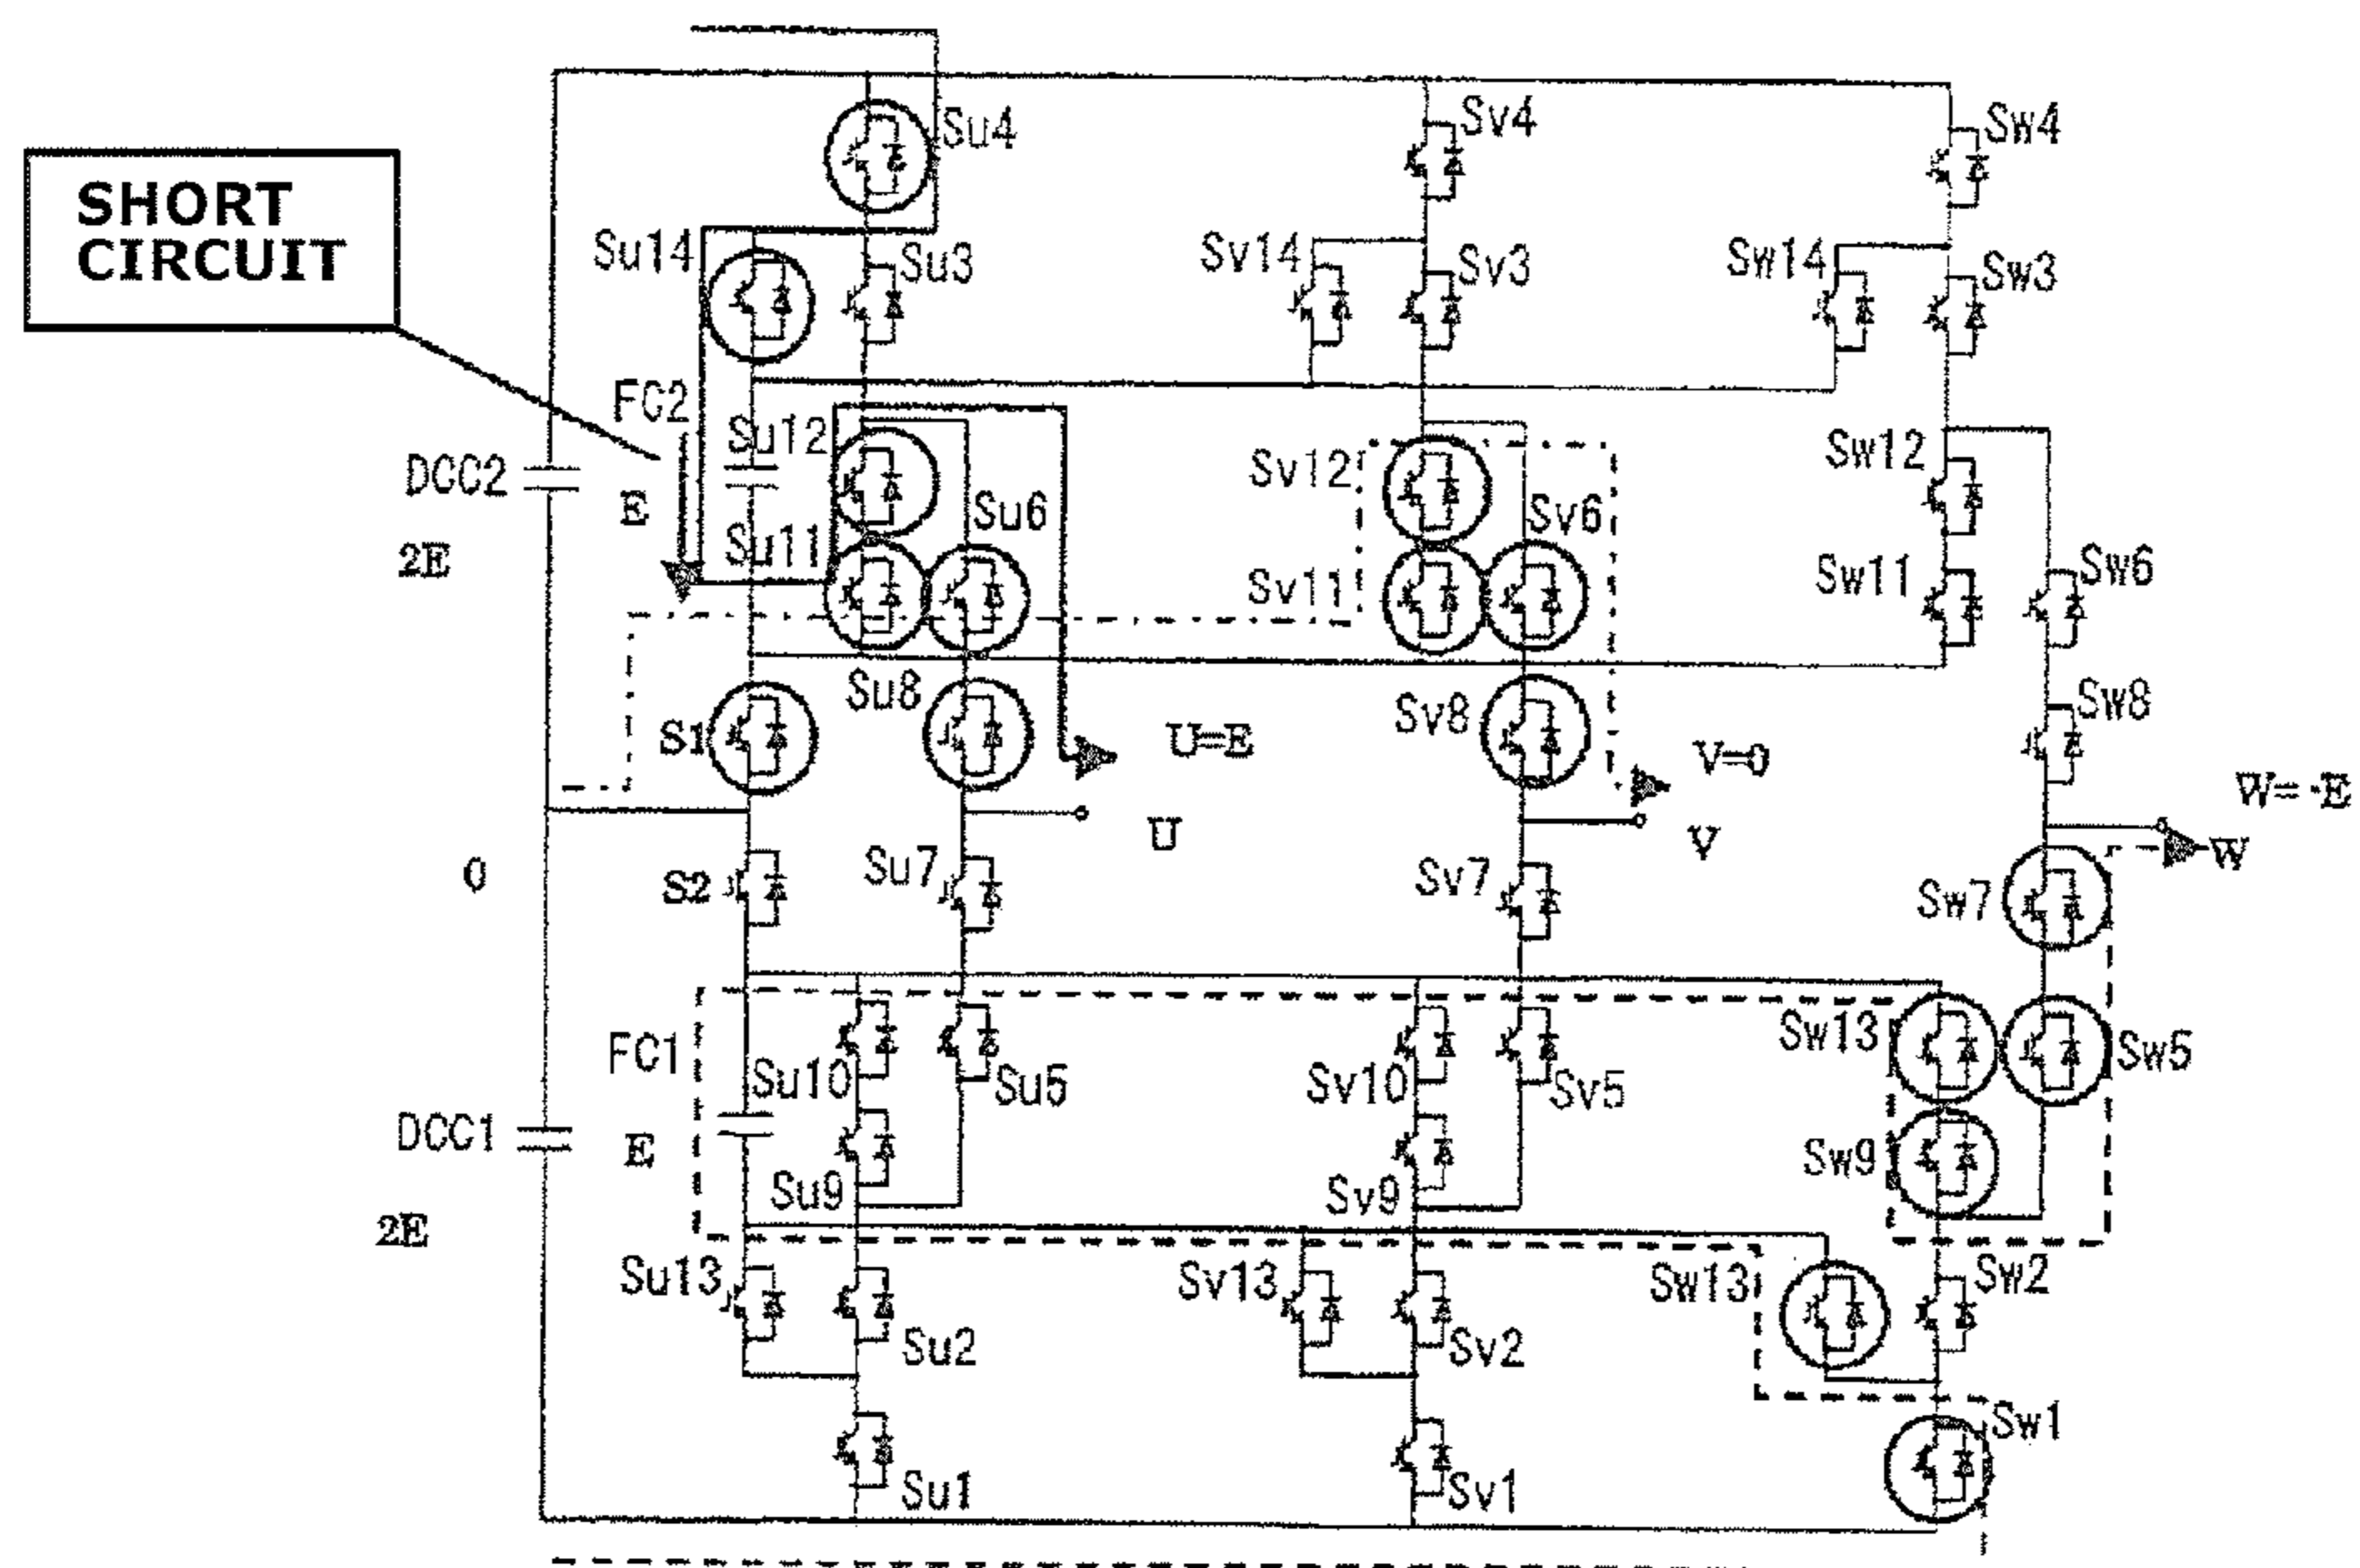 Su4
Sv4
Sw4
SHORT
CIRCUIT
Su14
Su3
Sv14
Sv3
Sw14
Sw3
FC2
Su12
Sv12
Sw12
DCC2
E
Su6
Sv6
2E
Su11
Sv11
Sw11
Sw6
Su8
Sv8
Sw8
S1
U=E
V=0
W=-E
U
V
W
0
S2
Su7
Sv7
Sw7
FC1
Su10
Su5
Sv10
Sv5
Sw13
Sw5
DCC1
E
Su9
Sv9
Sw9
2E
Su13
Su2
Sv13
Sv2
Sw13
Sw2
Su1
Sv1
Sw1